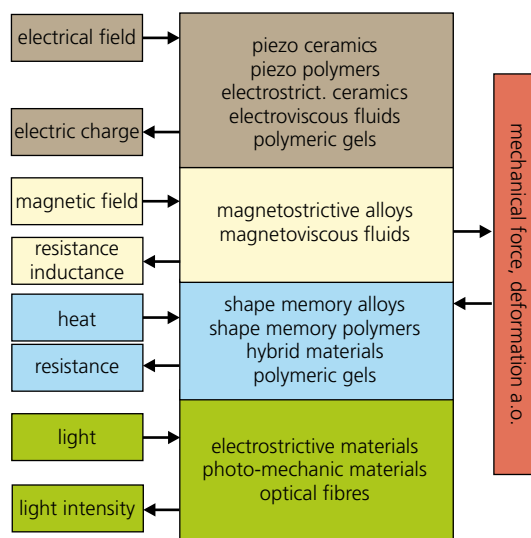 electrical field
electric charge
piezo ceramics
piezo polymers
electrostrict. ceramics
electroviscous fluids
polymeric gels
magnetic field
resistance
inductance
magnetostrictive alloys
magnetoviscous fluids
heat
resistance
shape memory alloys
shape memory polymers
hybrid materials
polymeric gels
light
light intensity
electrostrictive materials
photo-mechanic materials
optical fibres
mechanical force, deformation a.o.